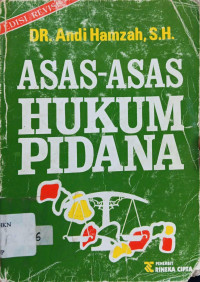 EDISI REVISI
DR. Andi Hamzah, S.H.
ASAS-ASAS
HUKUM
PIDANA
PENERBIT
RINEKA CIPTA